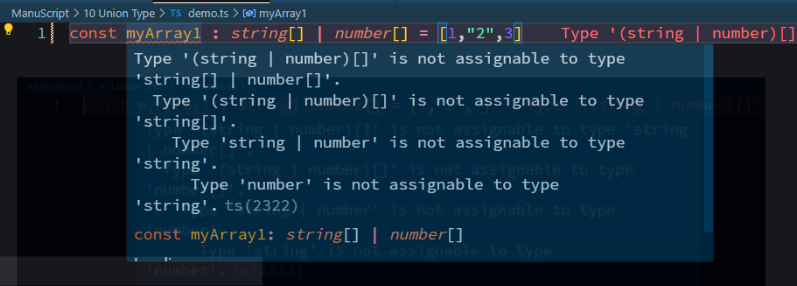 ManuScript > 10 Union Type > TS demo.ts > myArray1
1 const myArray1 : string[] | number[] = [1,"2",3] Type '(string | number)[]
Type '(string | number)[]' is not assignable to type
'string[] | number[]'.
Type '(string | number)[]' is not assignable to type
'string[]'.
Type 'string | number' is not assignable to type
'string'.
Type 'number' is not assignable to type
'string'. ts(2322)
const myArray1: string[] | number[]
'number'. ts(2322)